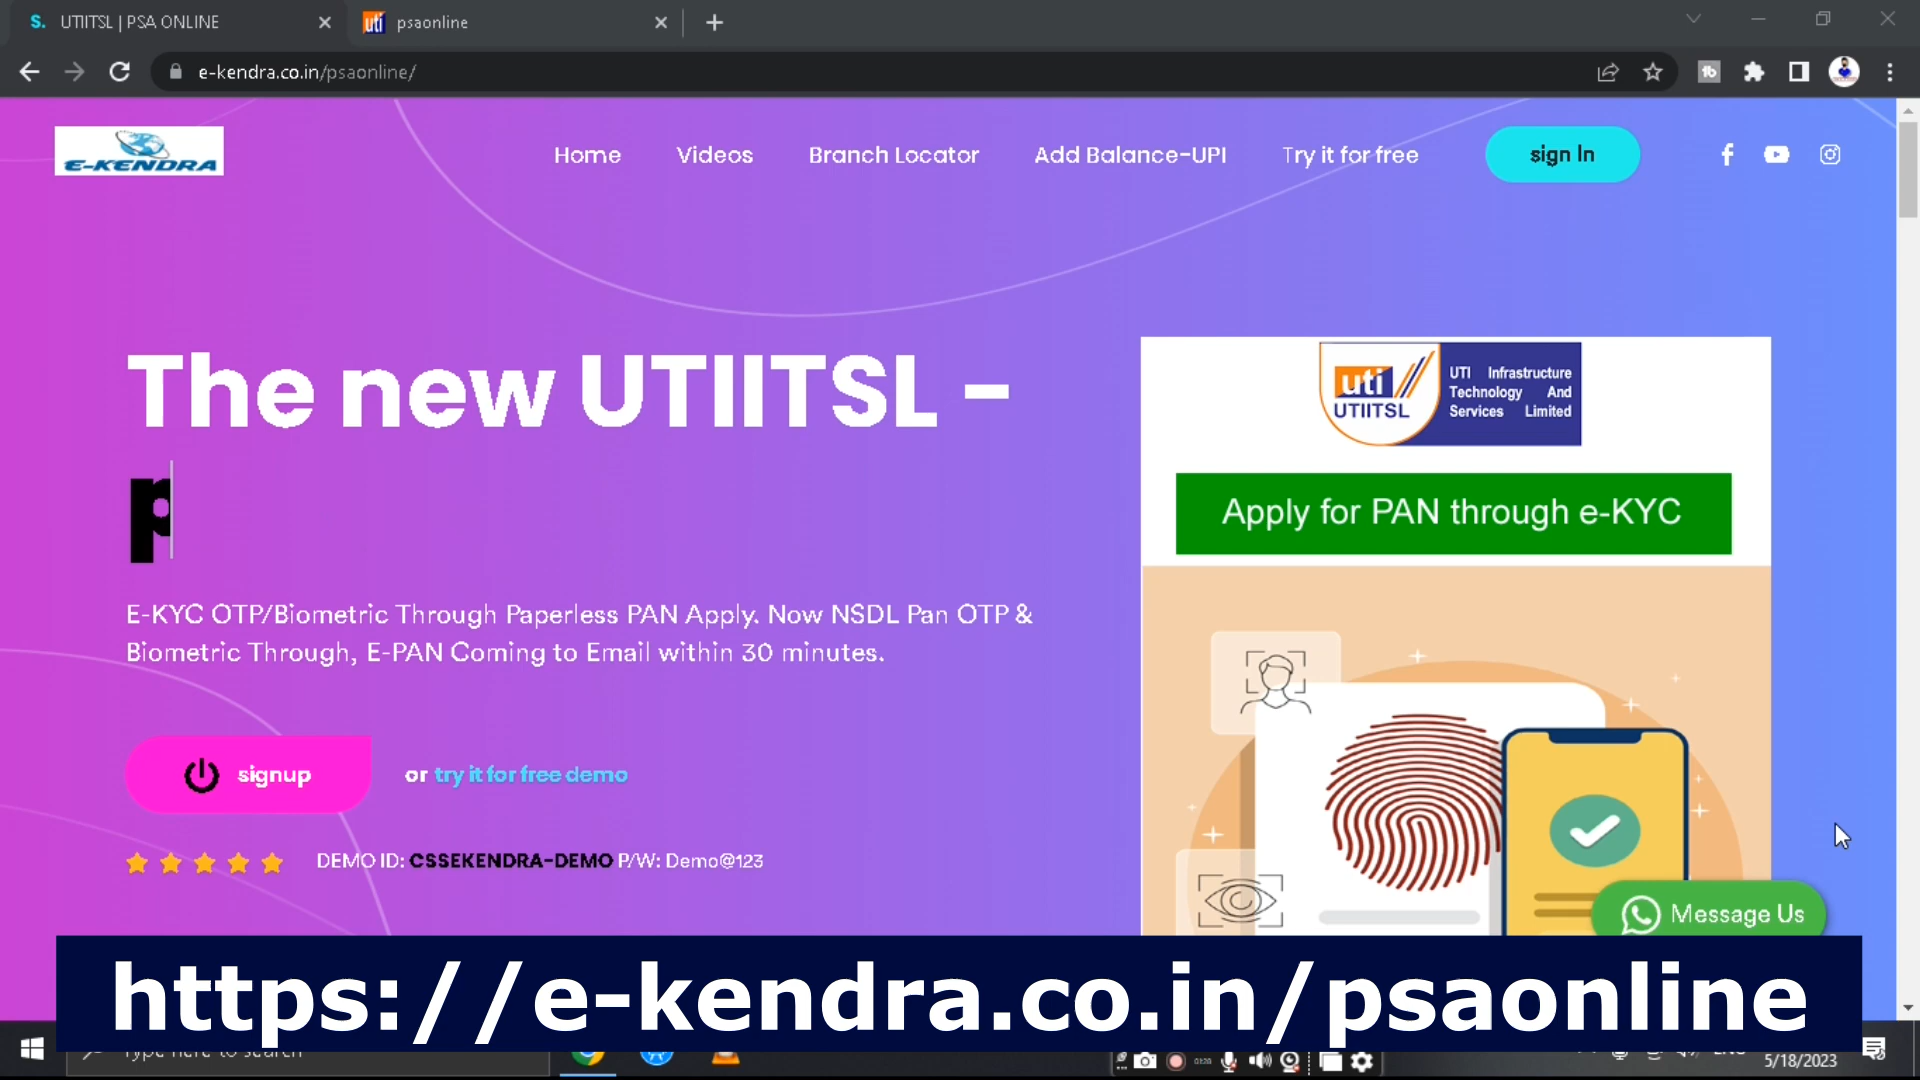 UTIITSL | PSA ONLINE
psaonline
e-kendra.co.in/psaonline/
E-KENDRA
Home Videos Branch Locator Add Balance-UPI Try it for free sign In
The new UTIITSL -
p
E-KYC OTP/Biometric Through Paperless PAN Apply. Now NSDL Pan OTP &
Biometric Through, E-PAN Coming to Email within 30 minutes.
signup or try it for free demo
DEMO ID: CSSEKENDRA-DEMO P/W: Demo@123
uti
UTIITSL
UTI Infrastructure
Technology And
Services Limited
Apply for PAN through e-KYC
Message Us
https://e-kendra.co.in/psaonline
Type here to search
5/18/2023